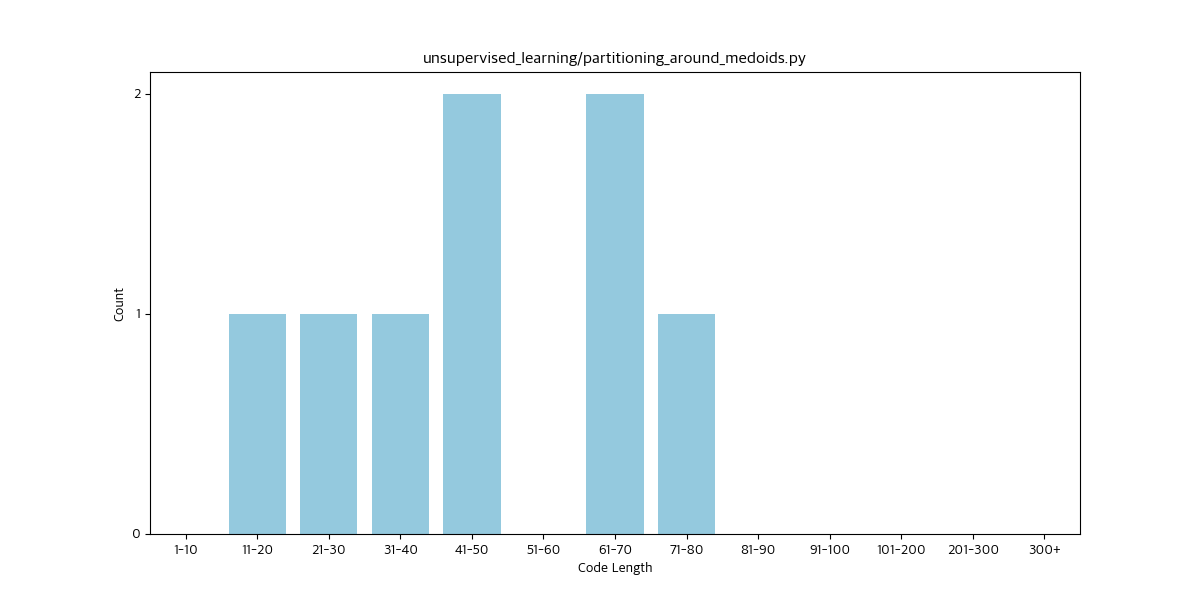 unsupervised_learning/partitioning_around_medoids.py
Count
2
1
0
1-10 11-20 21-30 31-40 41-50 51-60 61-70 71-80 81-90 91-100 101-200 201-300 300+
Code Length